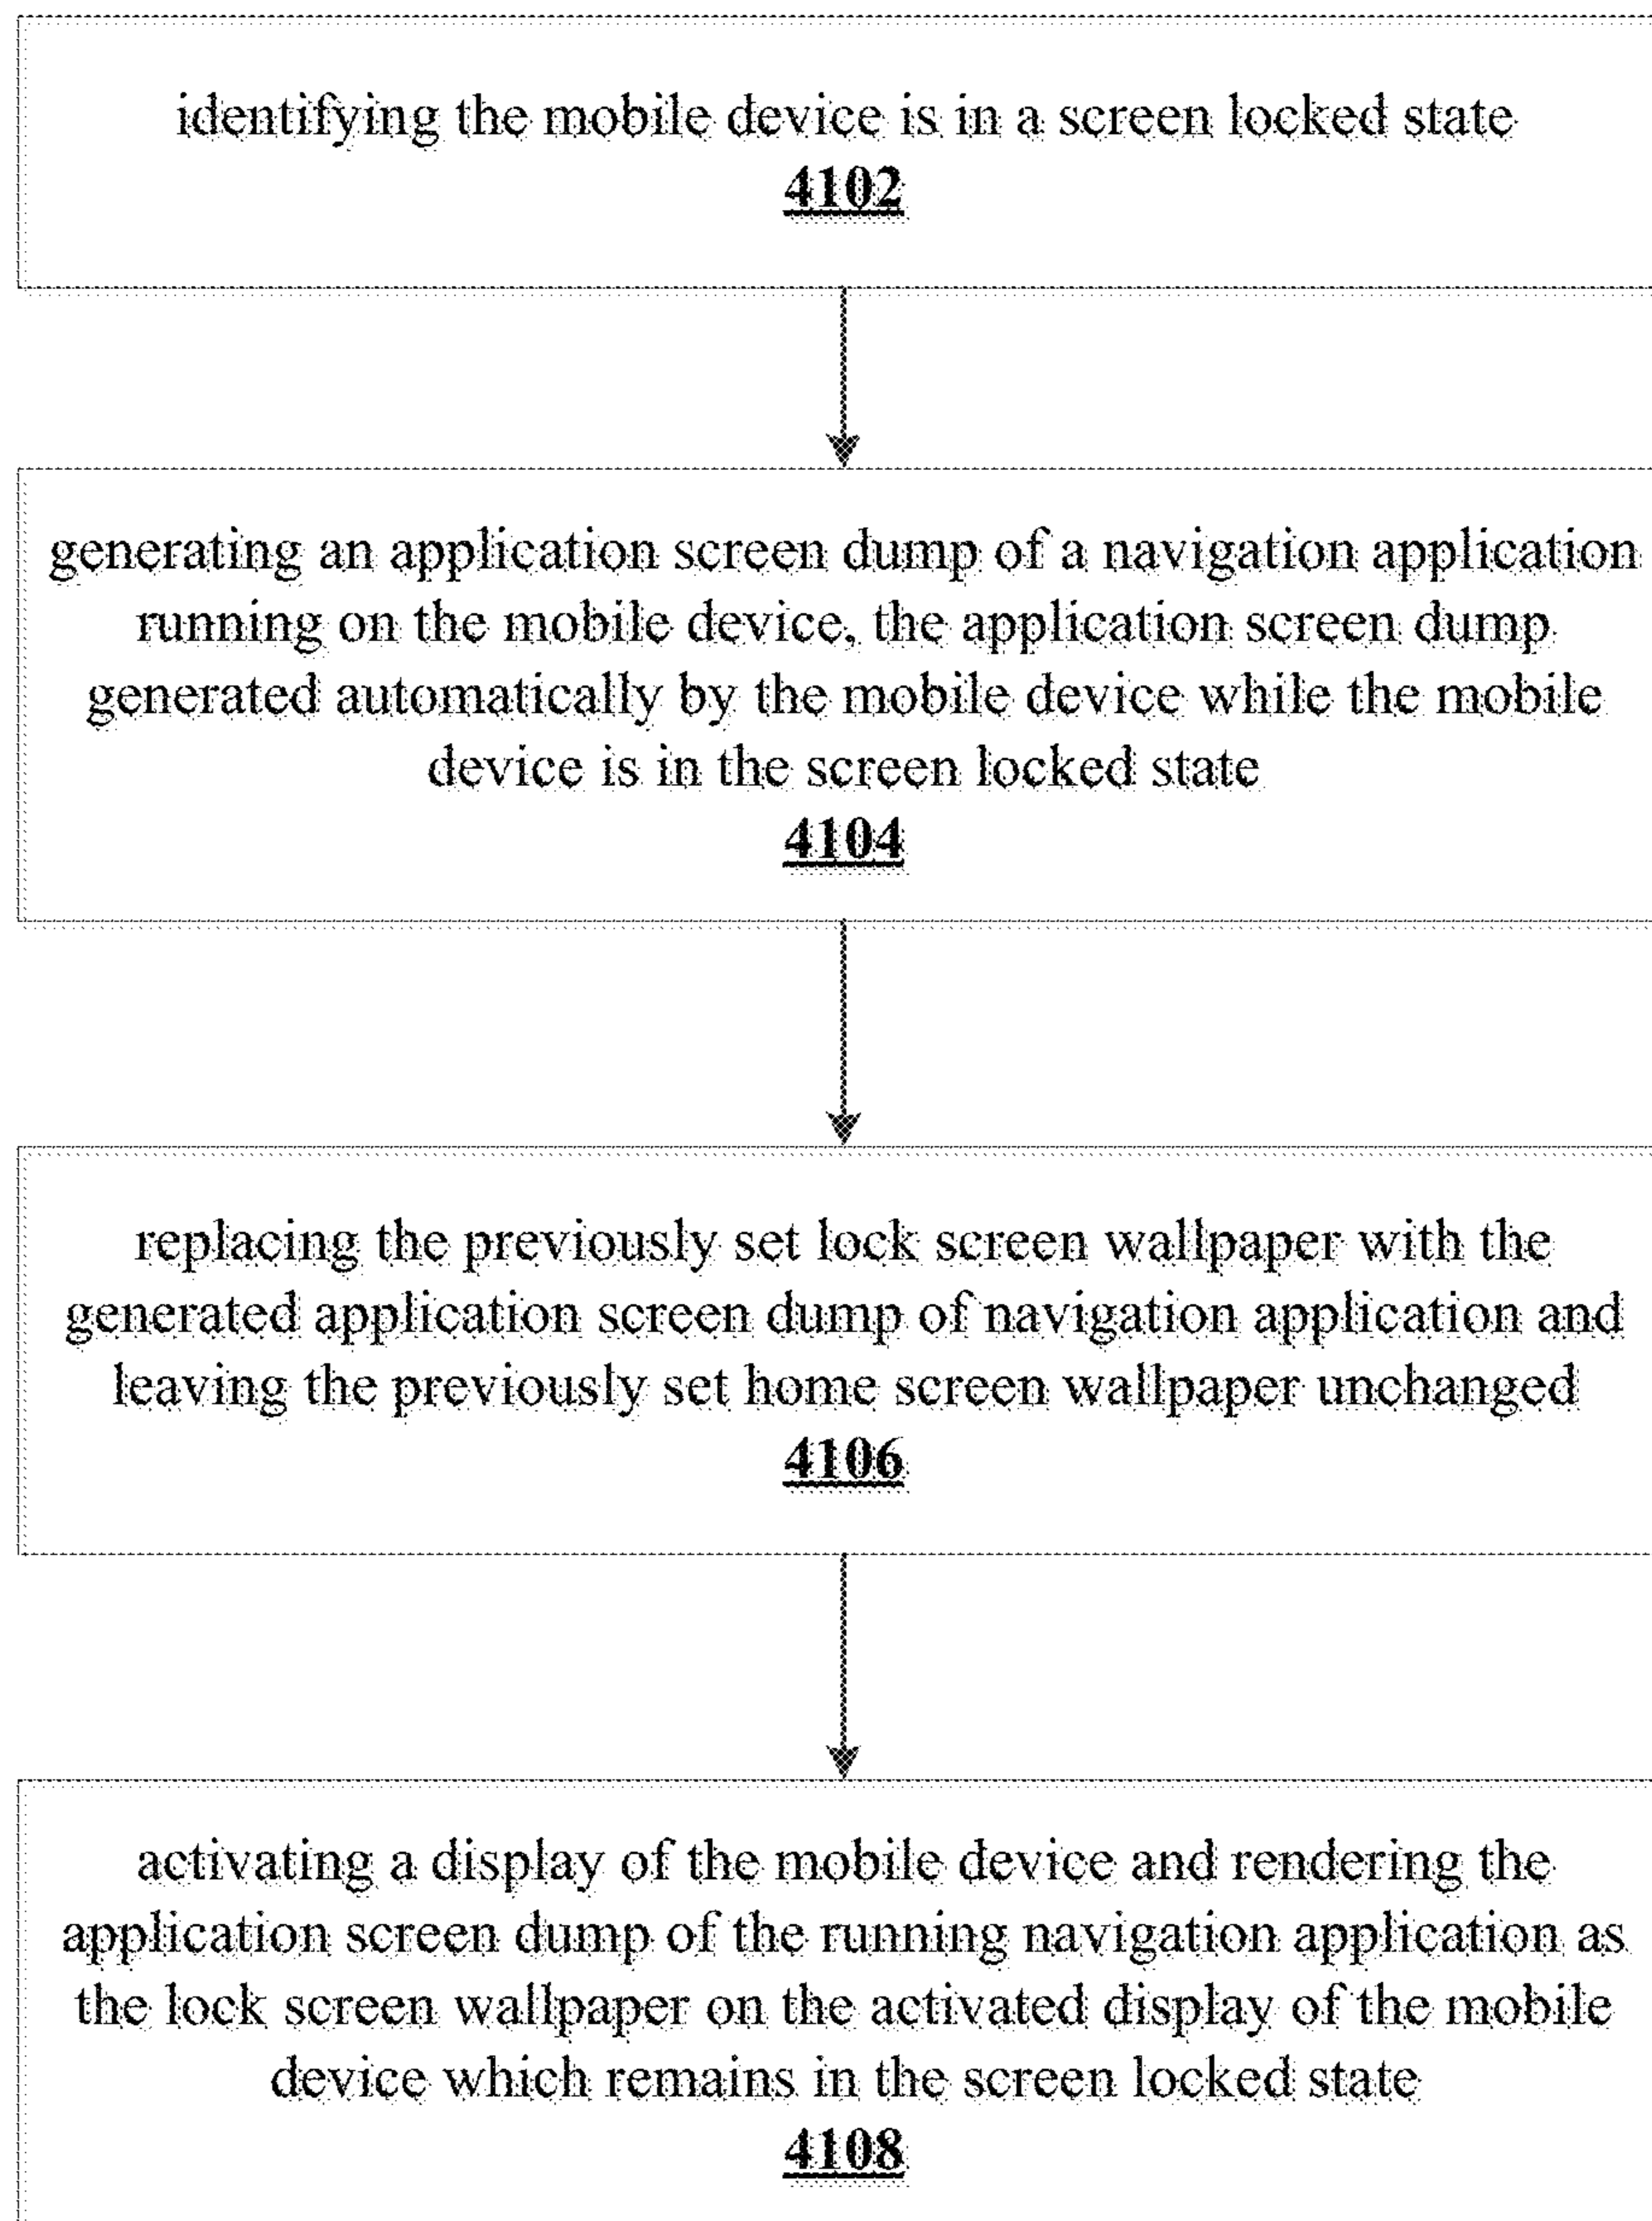 identifying the mobile device is in a screen locked state
4102
generating an application screen dump of a navigation application
running on the mobile device, the application screen dump
generated automatically by the mobile device while the mobile
device is in the screen locked state
4104
replacing the previously set lock screen wallpaper with the
generated application screen dump of navigation application and
leaving the previously set home screen wallpaper unchanged
4106
activating a display of the mobile device and rendering the
application screen dump of the running navigation application as
the lock screen wallpaper on the activated display of the mobile
device which remains in the screen locked state
4108